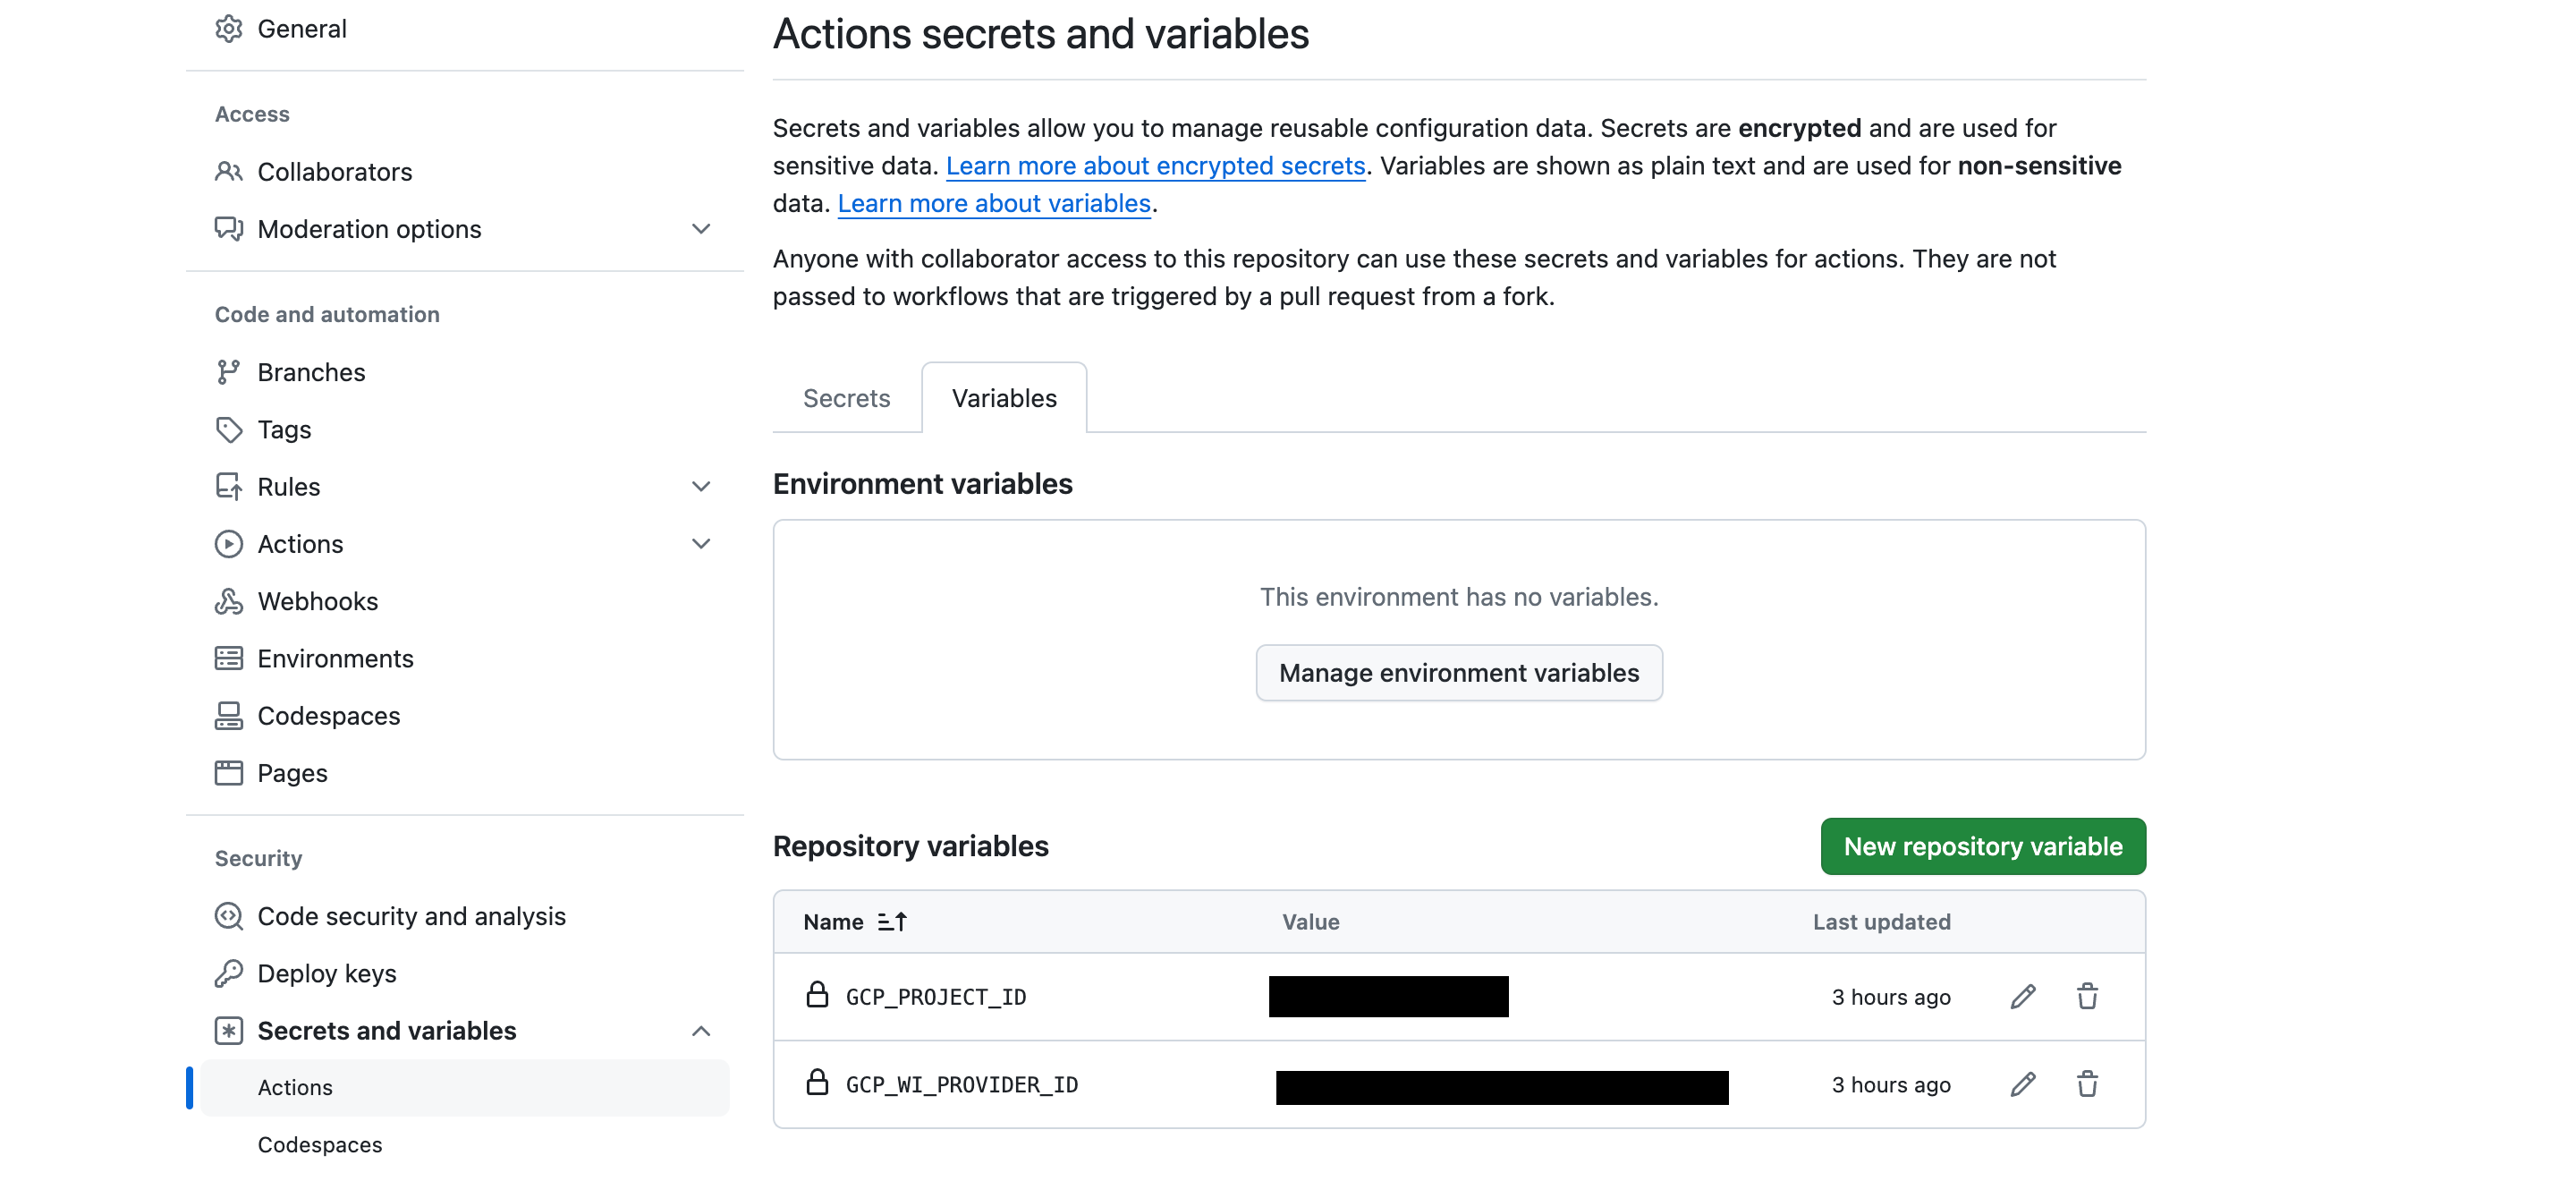 General
Access
Collaborators
Moderation options
Code and automation
Branches
Tags
Rules
Actions
Webhooks
Environments
Codespaces
Pages
Security
Code security and analysis
Deploy keys
Secrets and variables
Actions
Codespaces
Actions secrets and variables
Secrets and variables allow you to manage reusable configuration data. Secrets are encrypted and are used for
sensitive data. Learn more about encrypted secrets. Variables are shown as plain text and are used for non-sensitive
data. Learn more about variables.
Anyone with collaborator access to this repository can use these secrets and variables for actions. They are not
passed to workflows that are triggered by a pull request from a fork.
Secrets Variables
Environment variables
This environment has no variables.
Manage environment variables
Repository variables New repository variable
Name Value Last updated
GCP_PROJECT_ID 3 hours ago
GCP_WI_PROVIDER_ID 3 hours ago